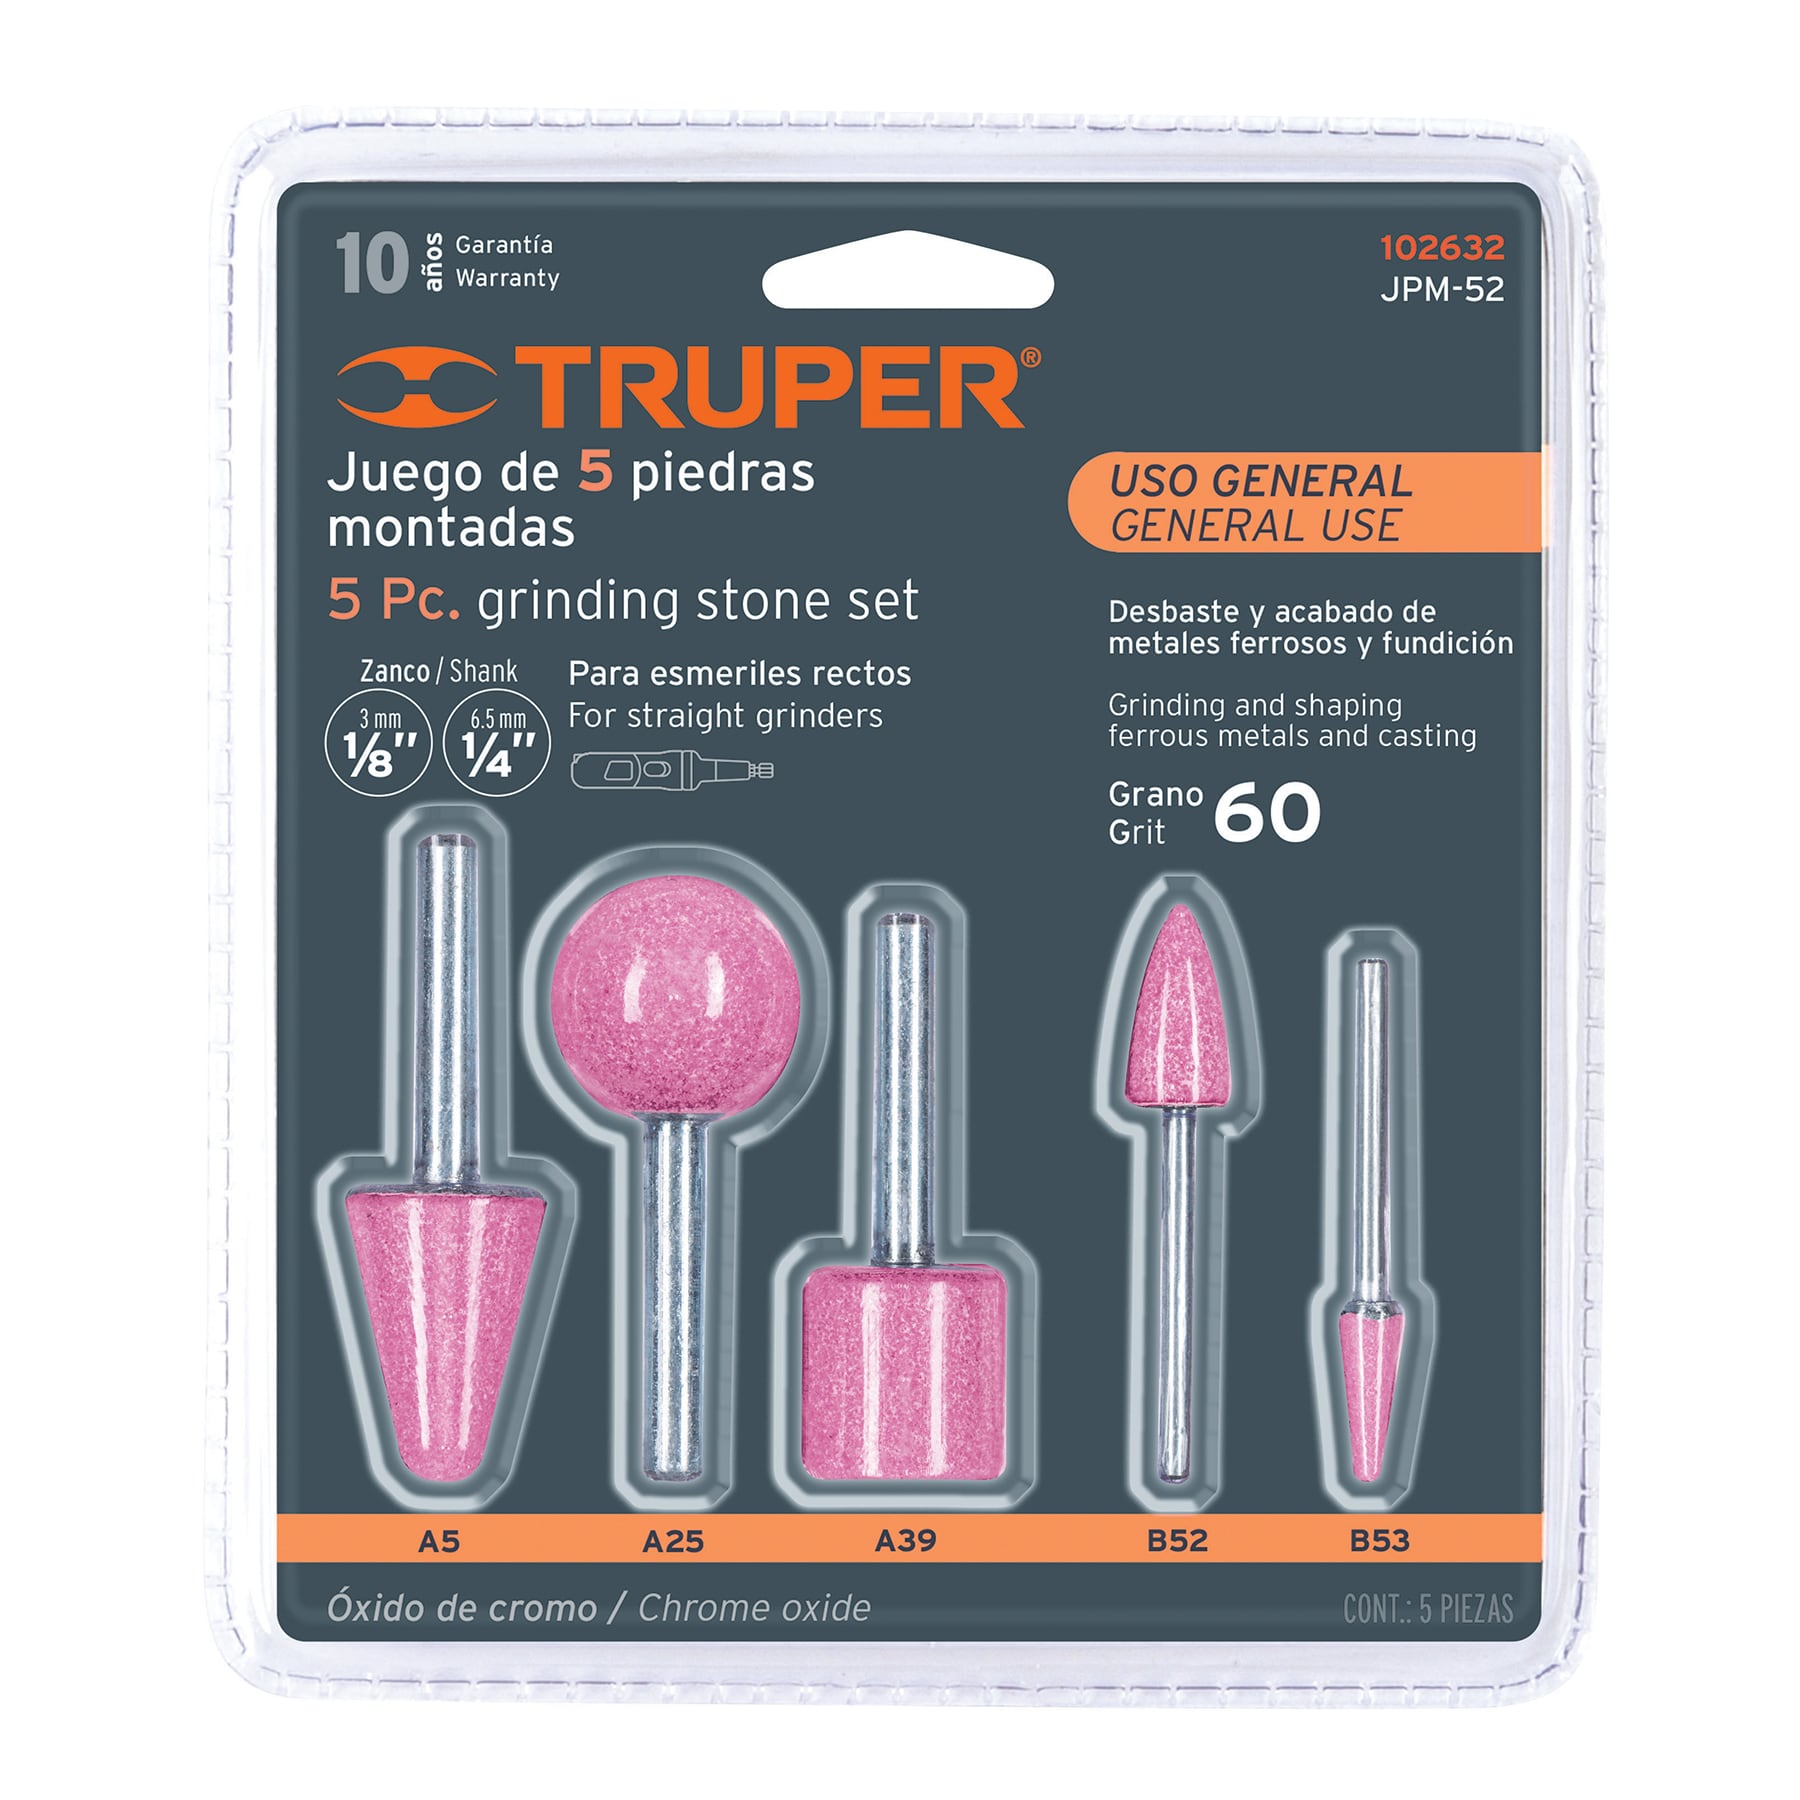 10 años Garantía
Warranty
102632
JPM-52
TRUPER®
Juego de 5 piedras
montadas
5 Pc. grinding stone set
USO GENERAL
GENERAL USE
Zanco / Shank
3 mm
1/8"
6.5 mm
1/4"
Para esmeriles rectos
For straight grinders
Desbaste y acabado de
metales ferrosos y fundición
Grinding and shaping
ferrous metals and casting
Grano
Grit
60
A5
A25
A39
B52
B53
Óxido de cromo / Chrome oxide
CONT.: 5 PIEZAS